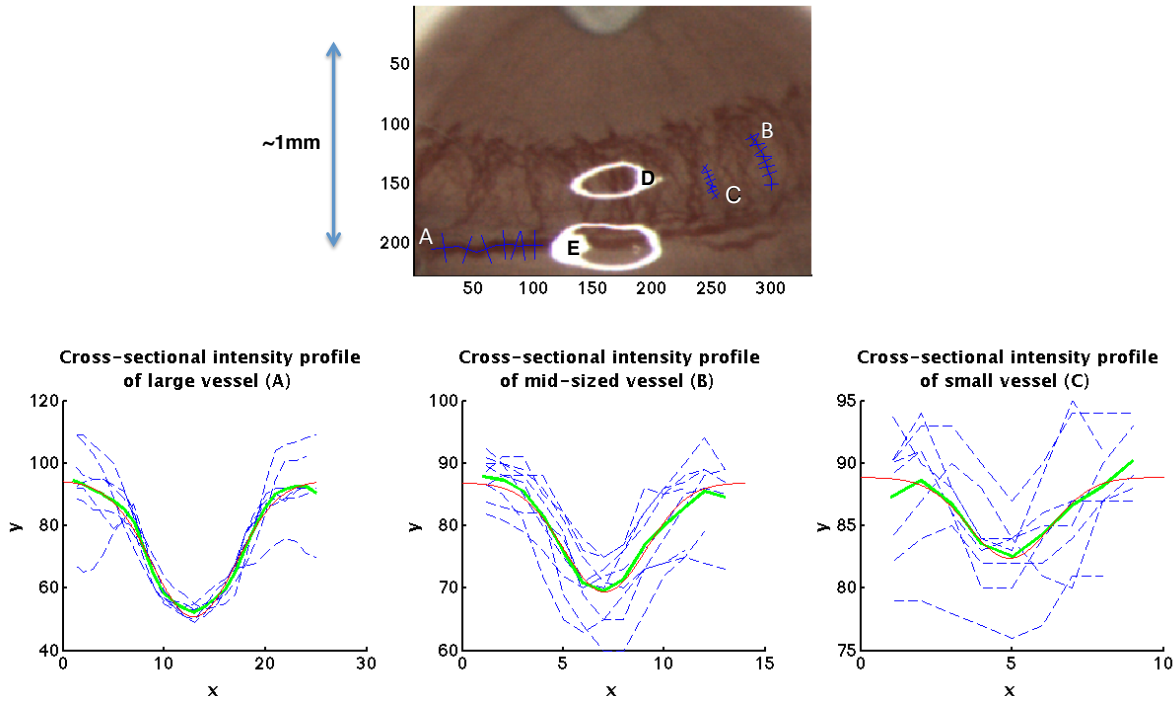 ~1mm
50
100
150
200
A
B
C
D
E
50 100 150 200 250 300
Cross-sectional intensity profile
of large vessel (A)
120
100
80
60
40
y
0 10 20 30
x
Cross-sectional intensity profile
of mid-sized vessel (B)
100
90
80
70
60
y
0 5 10 15
x
Cross-sectional intensity profile
of small vessel (C)
95
89
85
80
75
y
0 5 10
x